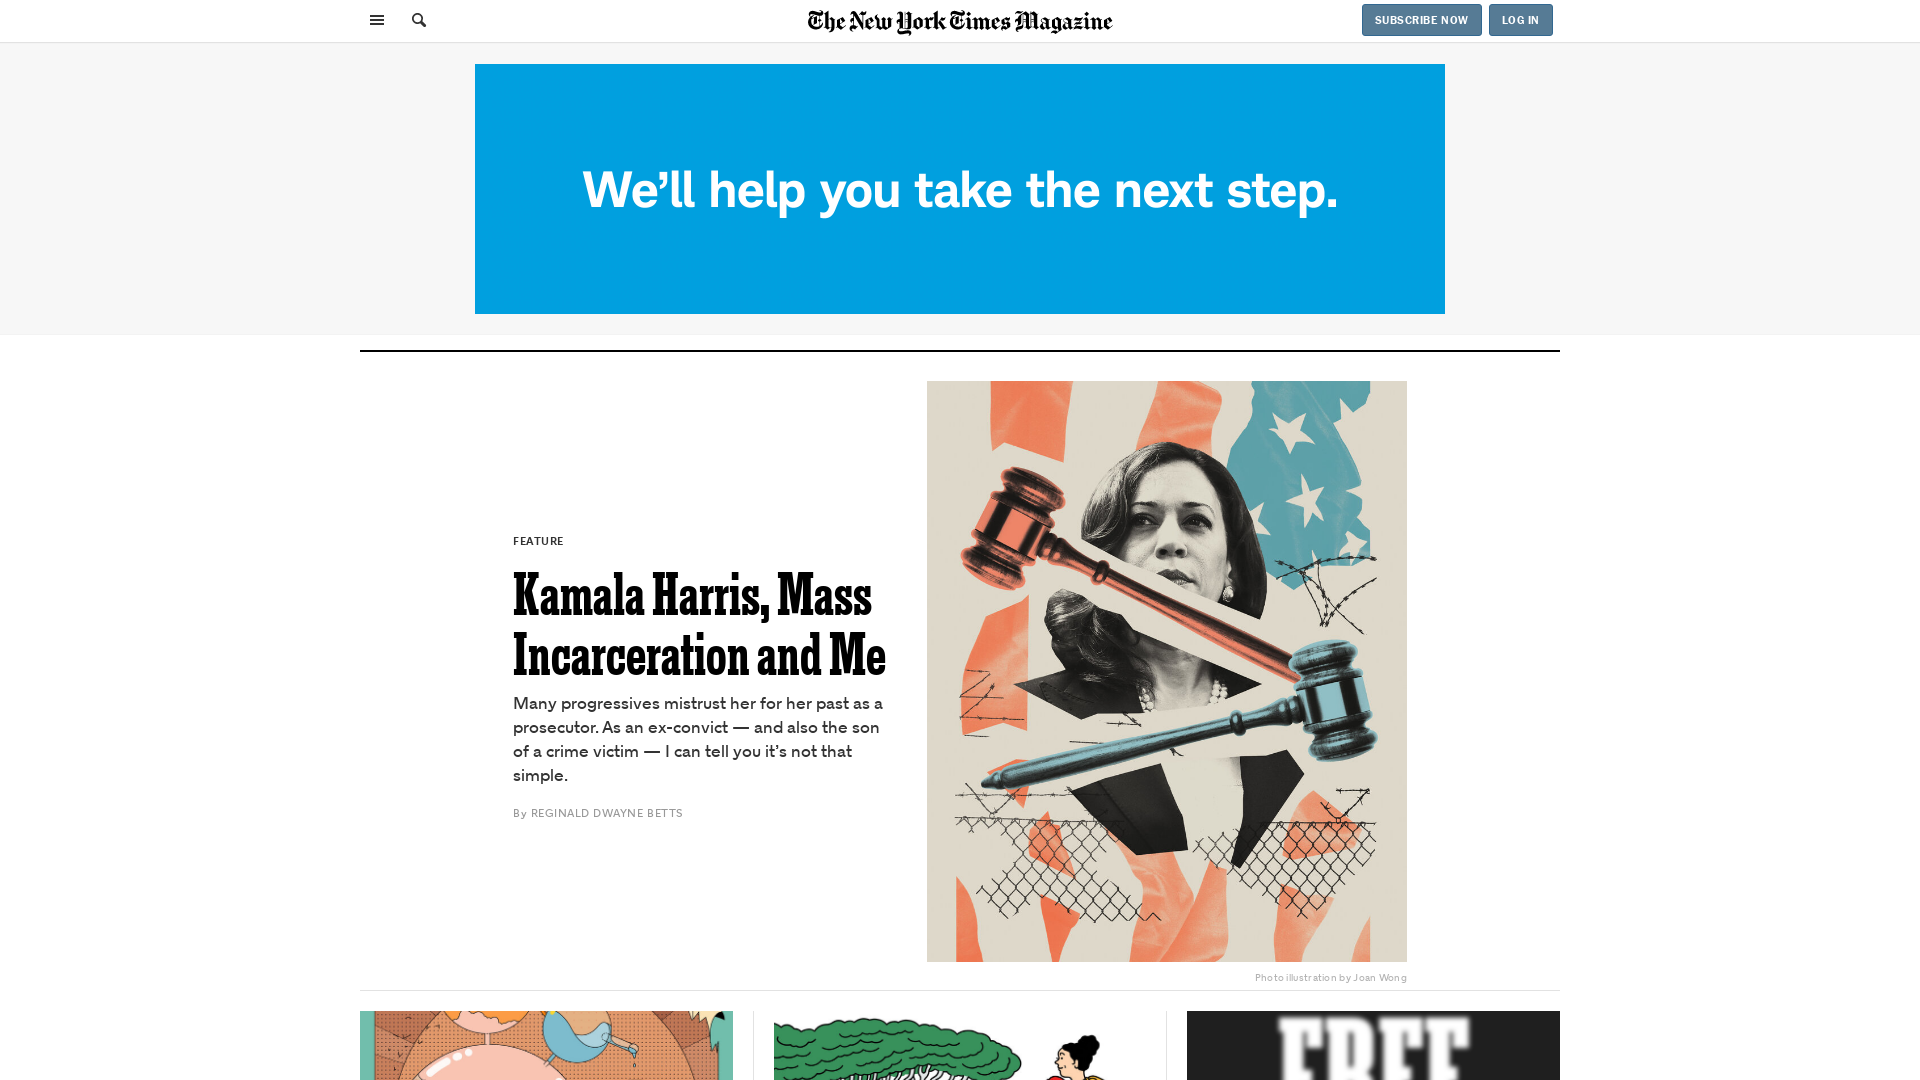 The New York Times Magazine
SUBSCRIBE NOW
LOG IN
We’ll help you take the next step.
FEATURE
Kamala Harris, Mass
Incarceration and Me
Many progressives mistrust her for her past as a
prosecutor. As an ex-convict — and also the son
of a crime victim — I can tell you it’s not that
simple.
By REGINALD DWAYNE BETTS
Photo illustration by Joan Wong
FREE